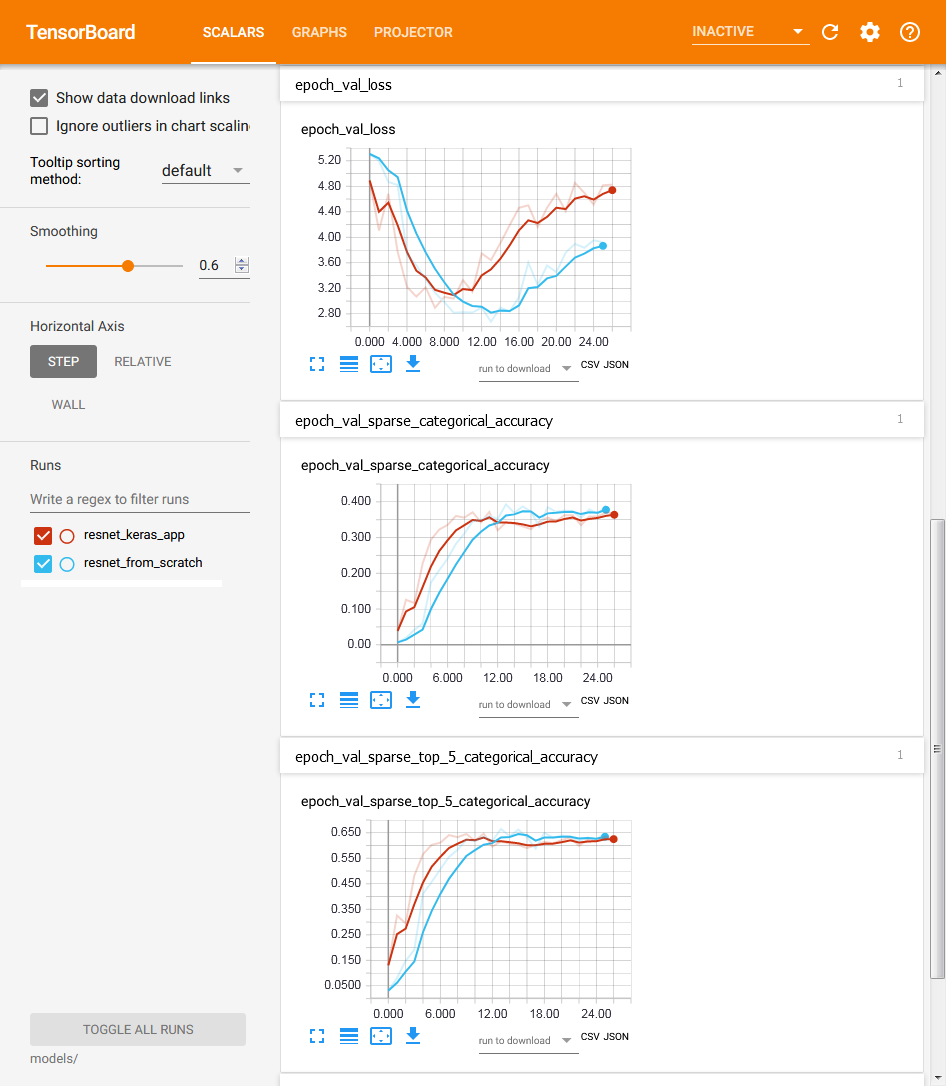 TensorBoard SCALARS GRAPHS PROJECTOR INACTIVE
Show data download links
Ignore outliers in chart scalin
Tooltip sorting
method:
default
Smoothing
0.6
Horizontal Axis
STEP RELATIVE
WALL
Runs
Write a regex to filter runs
resnet_keras_app
resnet_from_scratch
TOGGLE ALL RUNS
models/
epoch_val_loss 1
epoch_val_loss
5.20
4.80
4.40
4.00
3.60
3.20
2.80
0.000 4.000 8.000 12.00 16.00 20.00 24.00
run to download CSV JSON
epoch_val_sparse_categorical_accuracy 1
epoch_val_sparse_categorical_accuracy
0.400
0.300
0.200
0.100
0.00
0.000 6.000 12.00 18.00 24.00
run to download CSV JSON
epoch_val_sparse_top_5_categorical_accuracy 1
epoch_val_sparse_top_5_categorical_accuracy
0.650
0.550
0.450
0.350
0.250
0.150
0.0500
0.000 6.000 12.00 18.00 24.00
run to download CSV JSON